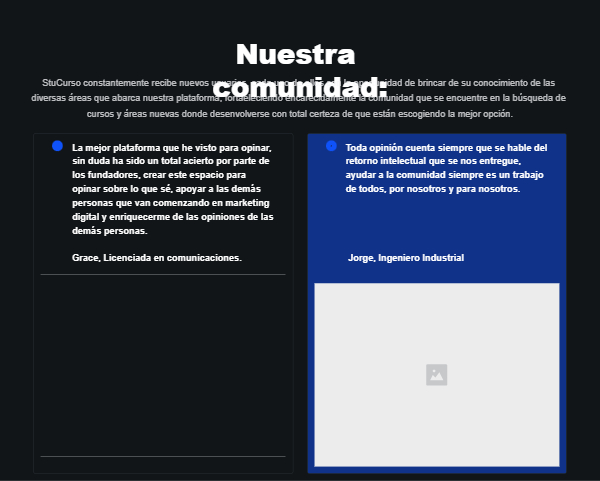 Nuestra
comunidad:
StuCurso constantemente recibe nuevos usuarios, cada uno de ellos con la oportunidad de brincar de su conocimiento de las
diversas áreas que abarca nuestra plataforma, fortaleciendo encarecidamente la comunidad que se encuentre en la búsqueda de
cursos y áreas nuevas donde desenvolverse con total certeza de que están escogiendo la mejor opción.
La mejor plataforma que he visto para opinar,
sin duda ha sido un total acierto por parte de
los fundadores, crear este espacio para
opinar sobre lo que sé, apoyar a las demás
personas que van comenzando en marketing
digital y enriquecerme de las opiniones de las
demás personas.
Grace, Licenciada en comunicaciones.
Toda opinión cuenta siempre que se hable del
retorno intelectual que se nos entregue,
ayudar a la comunidad siempre es un trabajo
de todos, por nosotros y para nosotros.
Jorge, Ingeniero Industrial